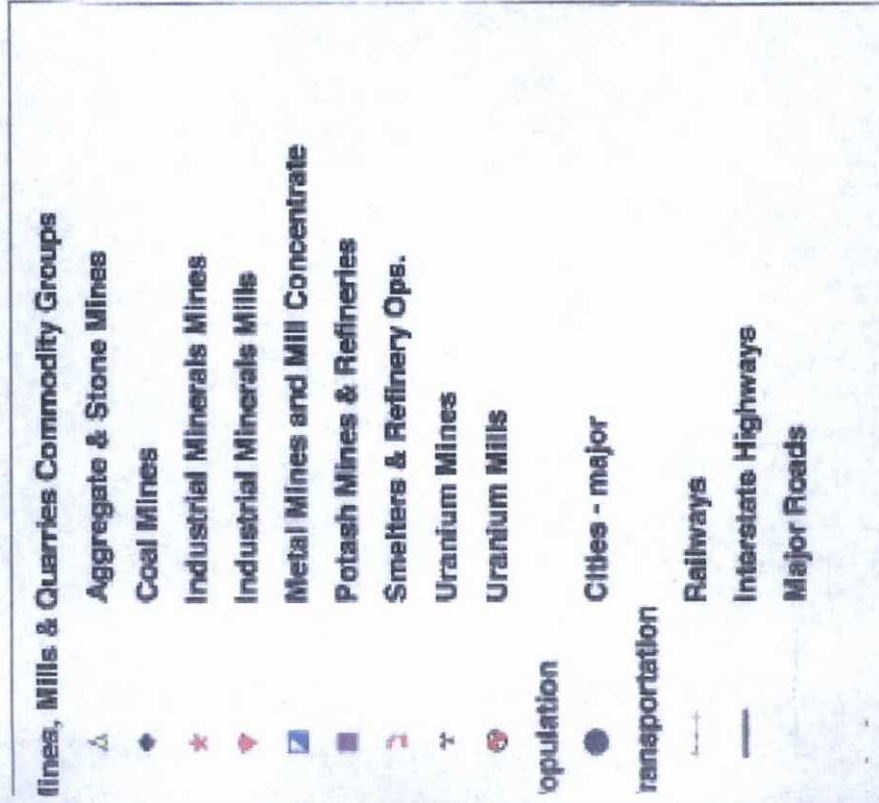 lines, Mills & Quarries Commodity Groups
Aggregate & Stone Mines
Coal Mines
Industrial Minerals Mines
Industrial Minerals Mills
Metal Mines and Mill Concentrate
Potash Mines & Refineries
Smelters & Refinery Ops.
Uranium Mines
Uranium Mills
opulation
Cities - major
ransportation
Railways
Interstate Highways
Major Roads